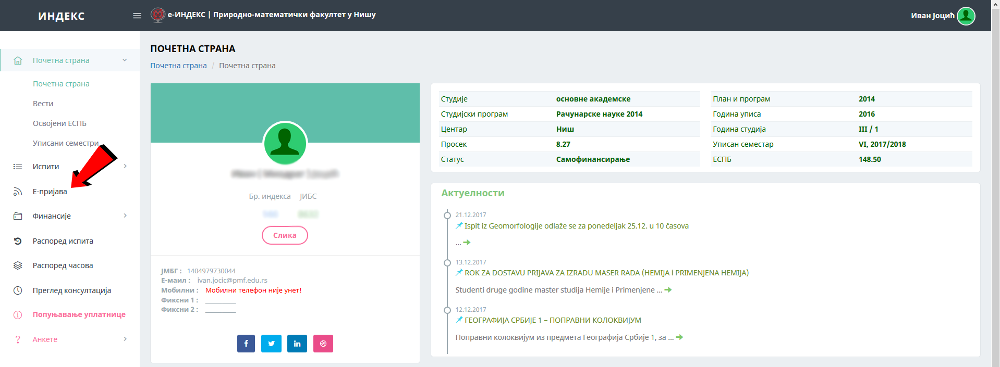 ИНДЕКС
е-ИНДЕКС | Природно-математички факултет у Нишу
Иван Јоцић
Почетна страна
Почетна страна
Вести
Освојени ЕСПБ
Уписани семестри
Испити
Е-пријава
Финансије
Распоред испита
Распоред часова
Преглед консултација
Попуњавање уплатнице
Анкете
ПОЧЕТНА СТРАНА
Почетна страна / Почетна страна
Бр. индекса ЈИБС
Слика
ЈМБГ : 1404979730044
Е-маил : ivan.jocic@pmf.edu.rs
Мобилни : Мобилни телефон није унет!
Фиксни 1 : __________
Фиксни 2 : __________
Студије основне академске
Студијски програм Рачунарске науке 2014
Центар Ниш
Просек 8.27
Статус Самофинансирање
План и програм 2014
Година уписа 2016
Година студија III / 1
Уписан семестар VI, 2017/2018
ЕСПБ 148.50
Актуелности
21.12.2017
Ispit iz Geomorfologije odlaže se za ponedeljak 25.12. u 10 časova
...
13.12.2017
ROK ZA DOSTAVU PRIJAVA ZA IZRADU MASER RADA (HEMIJA i PRIMENJENA HEMIJA)
Studenti druge godine master studija Hemije i Primenjene ...
12.12.2017
ГЕОГРАФИЈА СРБИЈЕ 1 – ПОПРАВНИ КОЛОКВИЈУМ
Поправни колоквијум из предмета Географија Србије 1, за ...